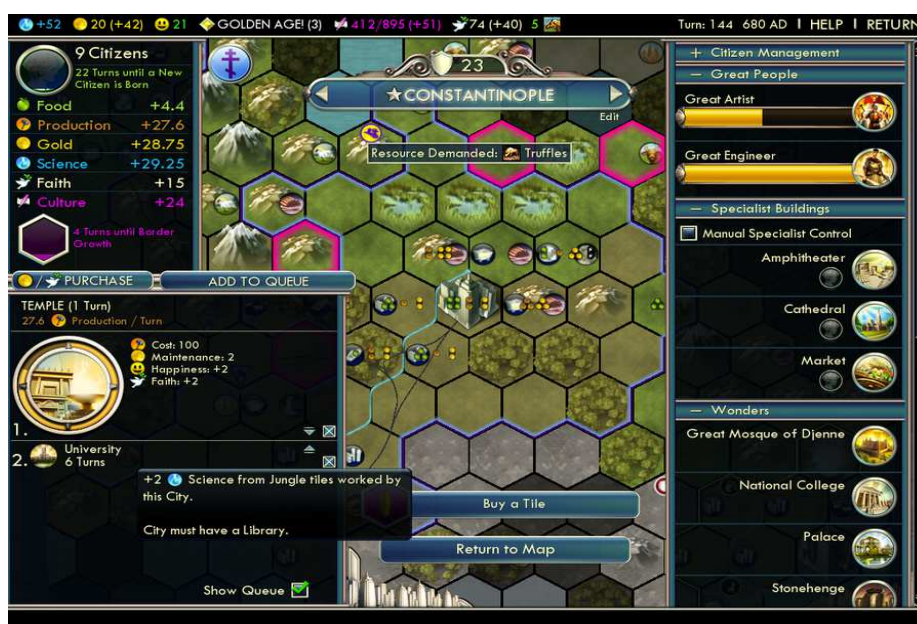 +52 20 (+42) 21 GOLDEN AGE! (3) 412/895 (+51) 74 (+40) 5 Turn: 144 680 AD | HELP | RETURN
9 Citizens
22 Turns until a New
Citizen is Born
Food +4.4
Production +27.6
Gold +28.75
Science +29.25
Faith +15
Culture +24
4 Turns until Border
Growth
23
CONSTANTINOPLE
Edit
Resource Demanded: Truffles
/ PURCHASE
ADD TO QUEUE
TEMPLE (1 Turn)
27.6 Production / Turn
Cost: 100
Maintenance: 2
Happiness: +2
Faith: +2
1.
2. University
6 Turns
+2 Science from Jungle tiles worked by
this City.
City must have a Library.
Show Queue
Buy a Tile
Return to Map
+ Citizen Management
− Great People
Great Artist
Great Engineer
− Specialist Buildings
Manual Specialist Control
Amphitheater
Cathedral
Market
− Wonders
Great Mosque of Djenne
National College
Palace
Stonehenge